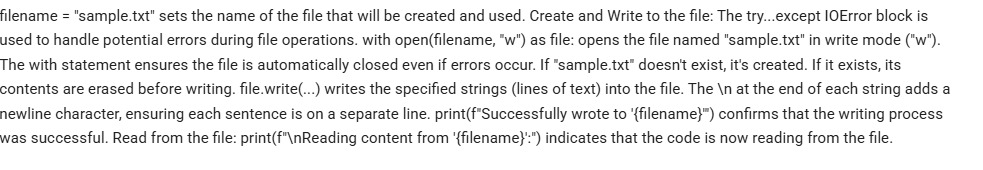 filename = "sample.txt" sets the name of the file that will be created and used. Create and Write to the file: The try...except IOError block is
used to handle potential errors during file operations. with open(filename, "w") as file: opens the file named "sample.txt" in write mode ("w").
The with statement ensures the file is automatically closed even if errors occur. If "sample.txt" doesn't exist, it's created. If it exists, its
contents are erased before writing. file.write(...) writes the specified strings (lines of text) into the file. The \n at the end of each string adds a
newline character, ensuring each sentence is on a separate line. print(f"Successfully wrote to '{filename}'") confirms that the writing process
was successful. Read from the file: print(f"\nReading content from '{filename}':") indicates that the code is now reading from the file.